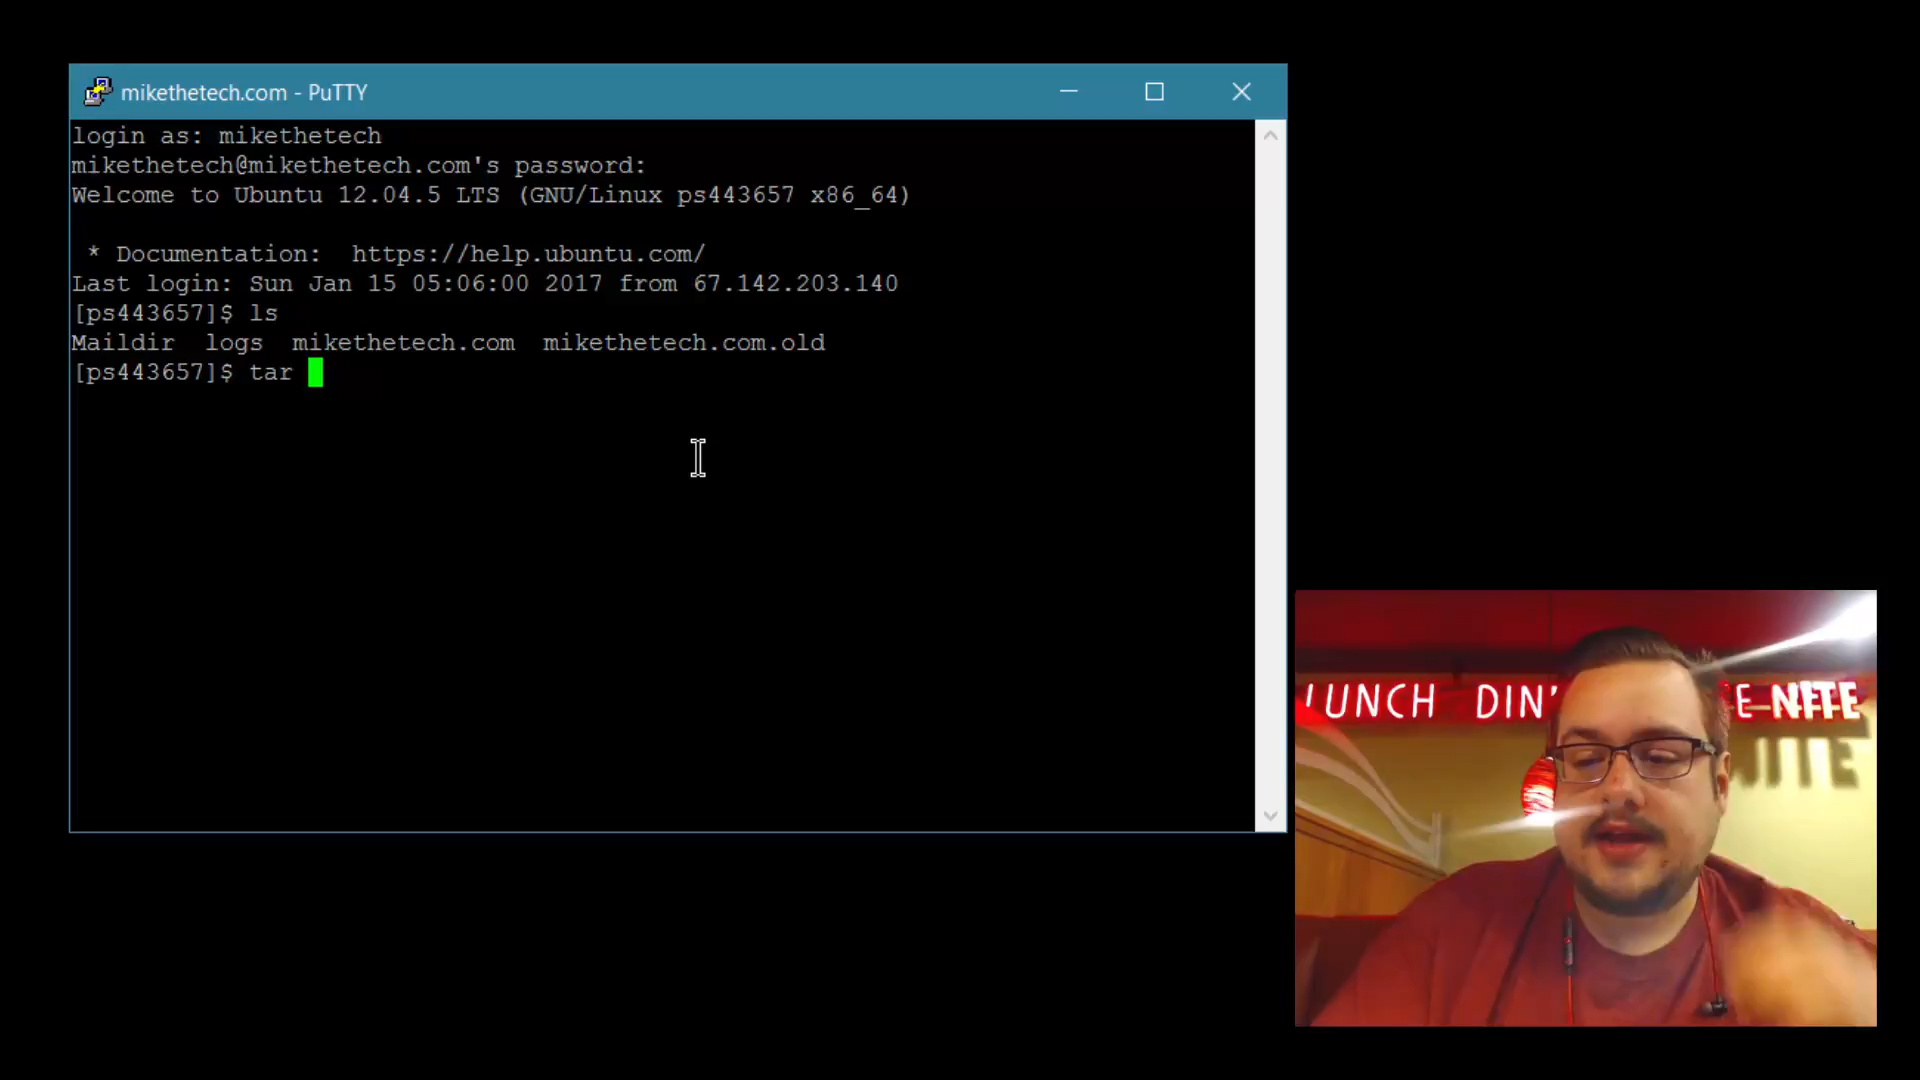 mikethetech.com - PuTTY
login as: mikethetech
mikethetech@mikethetech.com's password:
Welcome to Ubuntu 12.04.5 LTS (GNU/Linux ps443657 x86_64)
* Documentation:  https://help.ubuntu.com/
Last login: Sun Jan 15 05:06:00 2017 from 67.142.203.140
[ps443657]$ ls
Maildir  logs  mikethetech.com  mikethetech.com.old
[ps443657]$ tar
LUNCH DIN E NITE